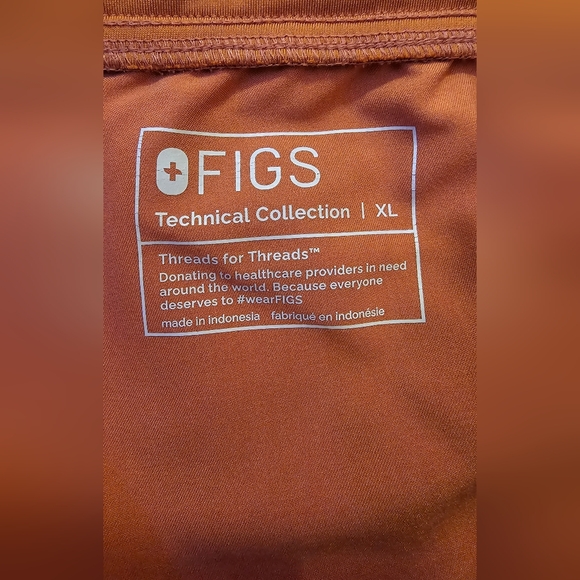 FIGS
Technical Collection | XL
Threads for Threads™
Donating to healthcare providers in need
around the world. Because everyone
deserves to #wearFIGS
made in indonesia fabriqué en indonésie